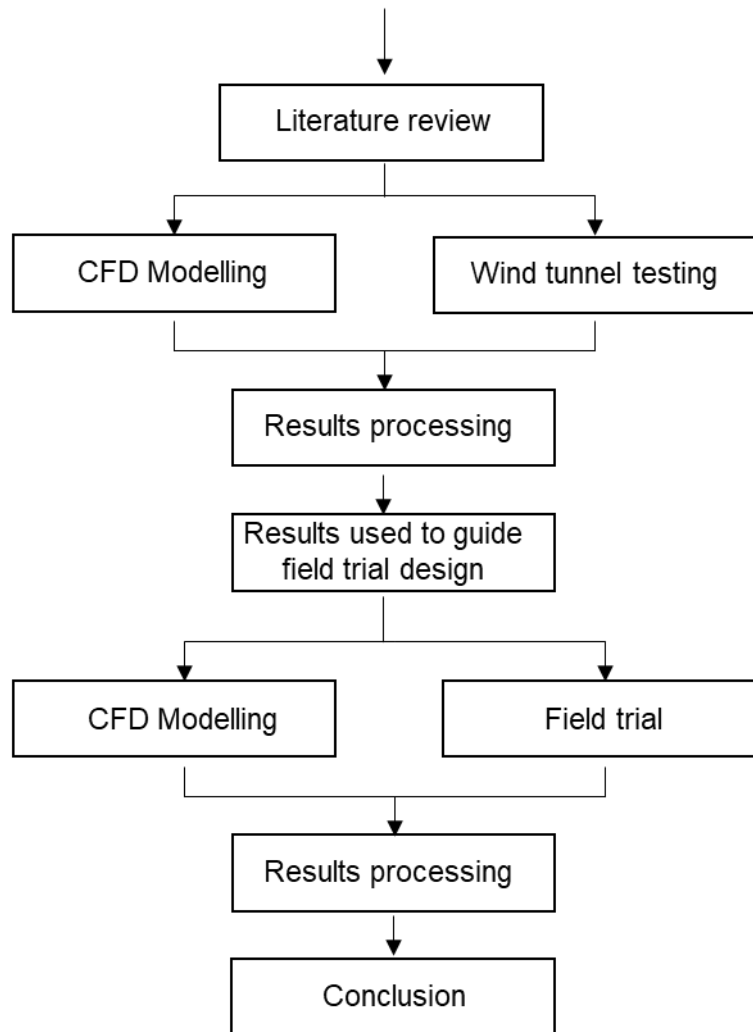 Literature review
CFD Modelling
Wind tunnel testing
Results processing
Results used to guide
field trial design
CFD Modelling
Field trial
Results processing
Conclusion